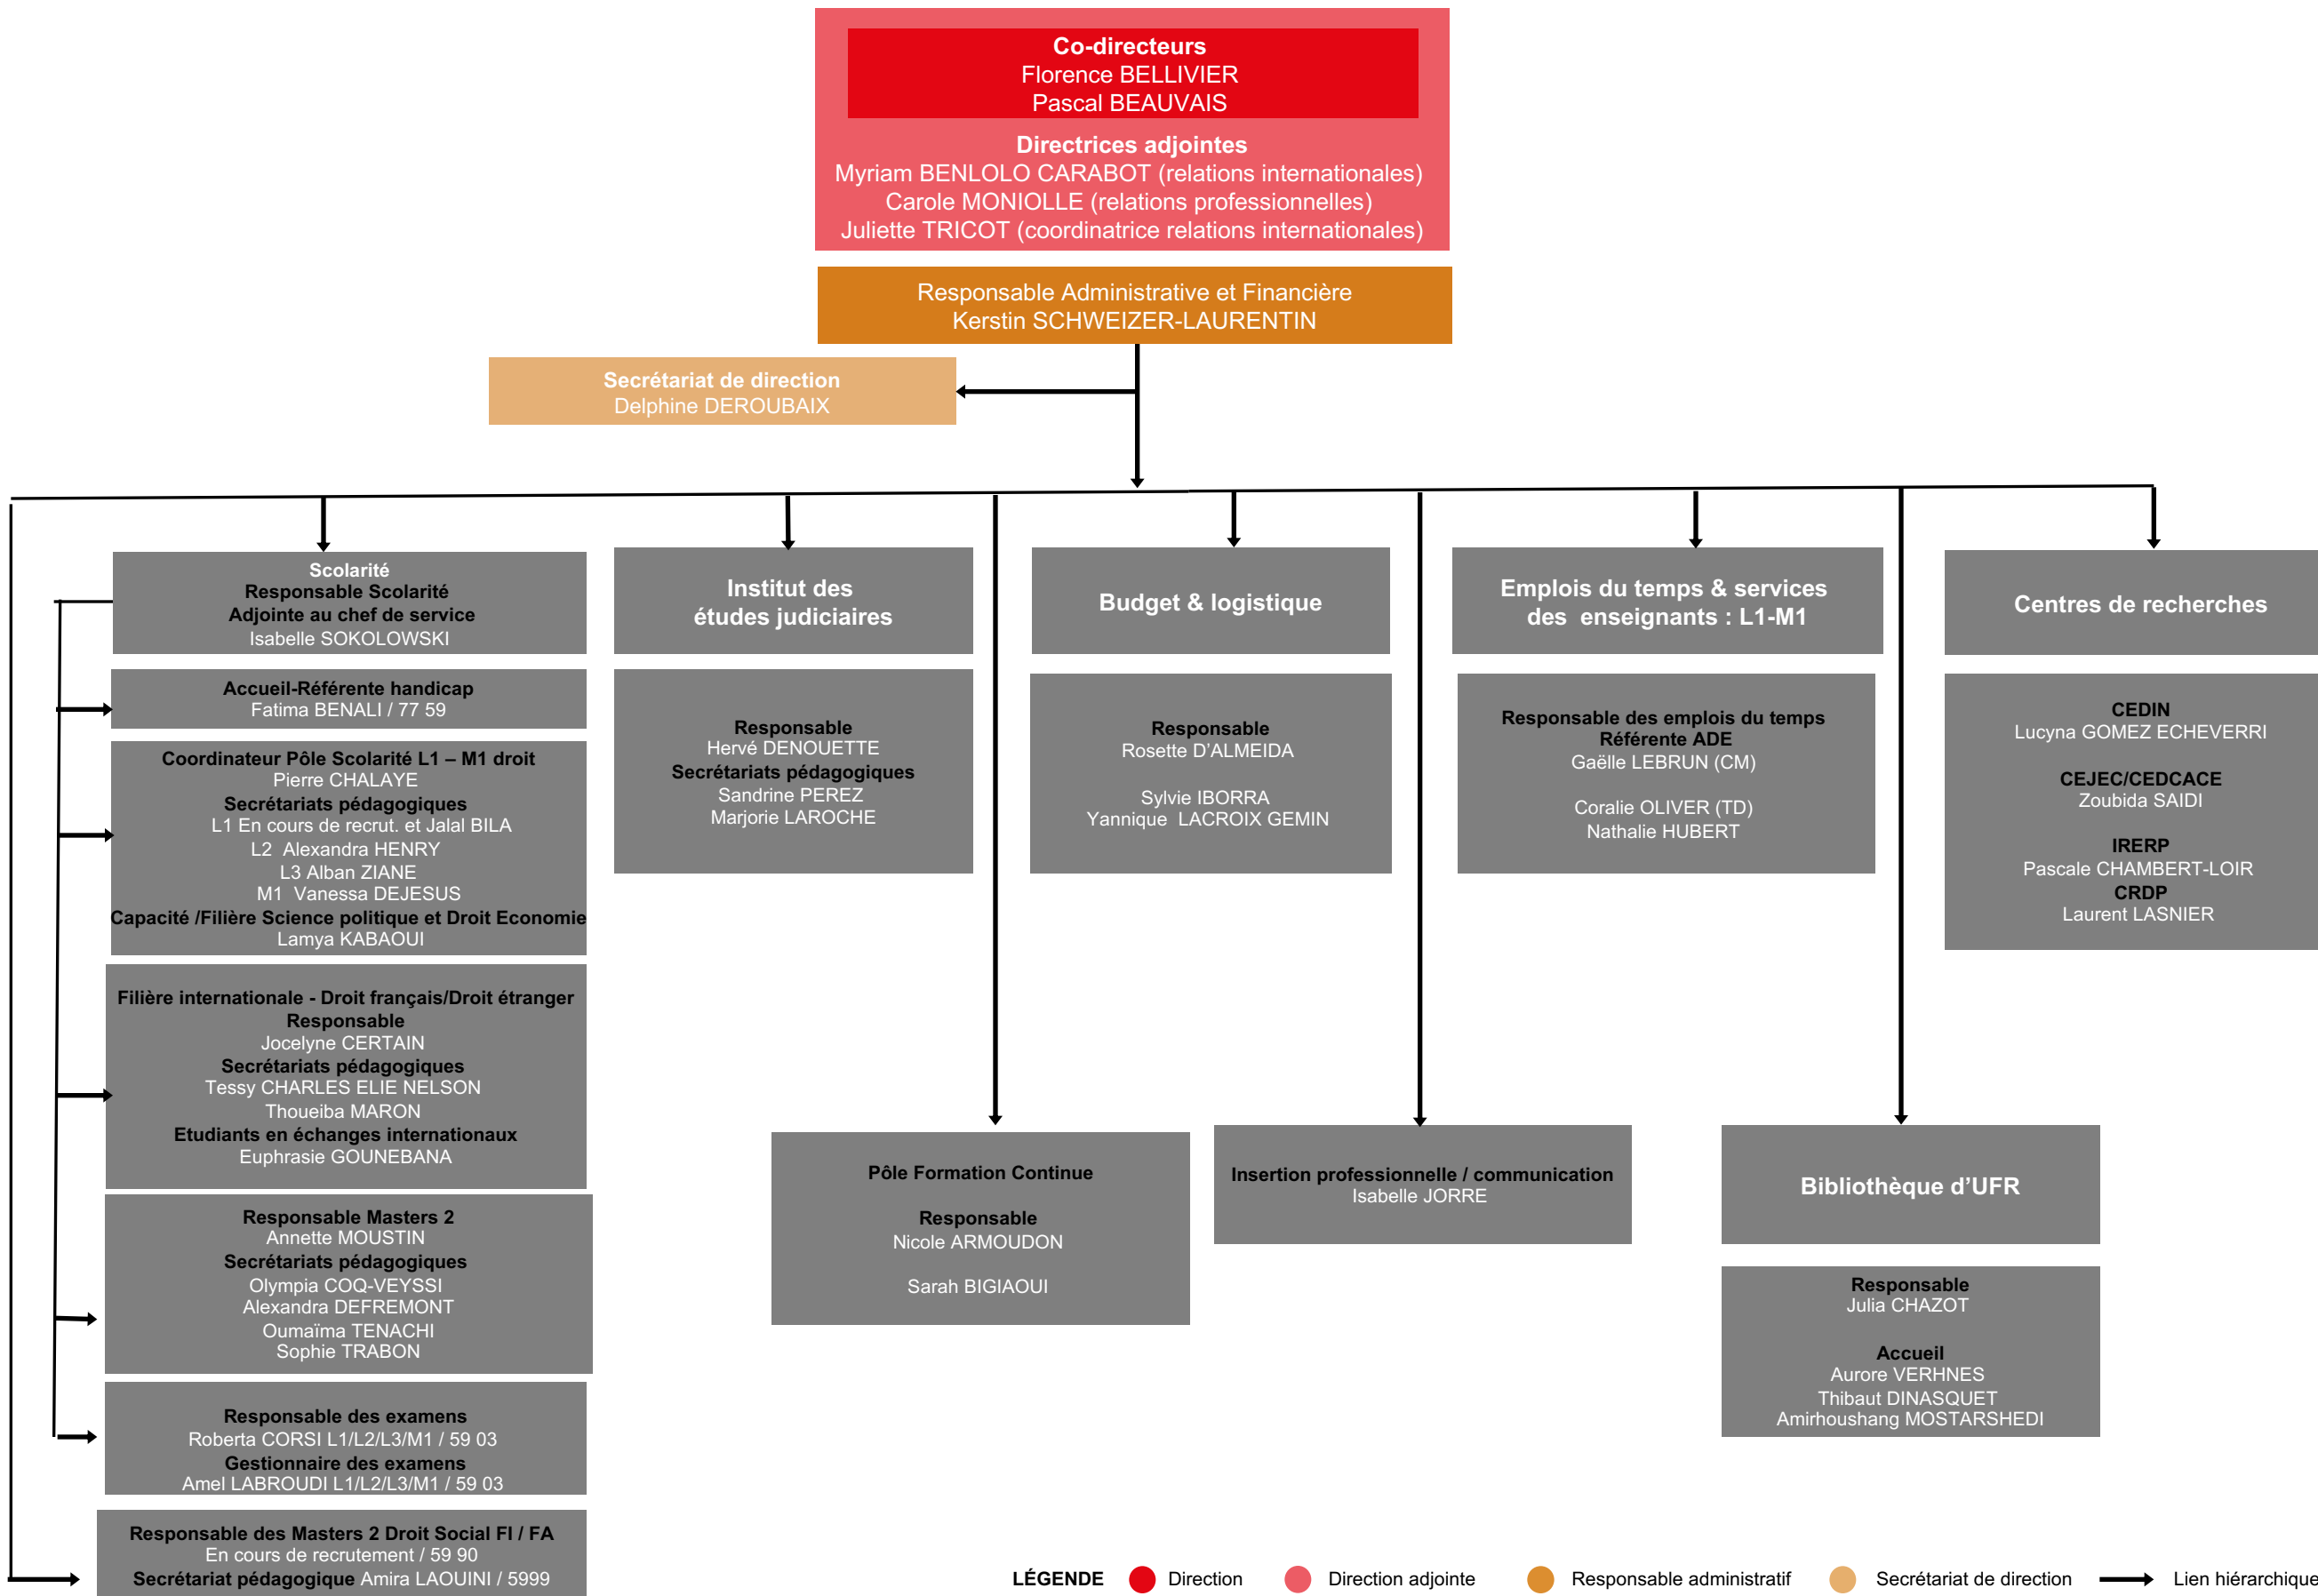 Co-directeurs
Florence BELLIVIER
Pascal BEAUVAIS
Directrices adjointes
Myriam BENLOLO CARABOT (relations internationales)
Carole MONIOLLE (relations professionnelles)
Juliette TRICOT (coordinatrice relations internationales)
Responsable Administrative et Financière
Kerstin SCHWEIZER-LAURENTIN
Secrétariat de direction
Delphine DEROUBAIX
Scolarité
Responsable Scolarité
Adjointe au chef de service
Isabelle SOKOLOWSKI
Accueil-Référente handicap
Fatima BENALI / 77 59
Coordinateur Pôle Scolarité L1 – M1 droit
Pierre CHALAYE
Secrétariats pédagogiques
L1 En cours de recrut. et Jalal BILA
L2 Alexandra HENRY
L3 Alban ZIANE
M1 Vanessa DEJESUS
Capacité /Filière Science politique et Droit Economie
Lamya KABAOUI
Filière internationale - Droit français/Droit étranger
Responsable
Jocelyne CERTAIN
Secrétariats pédagogiques
Tessy CHARLES ELIE NELSON
Thoueiba MARON
Etudiants en échanges internationaux
Euphrasie GOUNEBANA
Responsable Masters 2
Annette MOUSTIN
Secrétariats pédagogiques
Olympia COQ-VEYSSI
Alexandra DEFREMONT
Oumaïma TENACHI
Sophie TRABON
Responsable des examens
Roberta CORSI L1/L2/L3/M1 / 59 03
Gestionnaire des examens
Amel LABROUDI L1/L2/L3/M1 / 59 03
Responsable des Masters 2 Droit Social FI / FA
En cours de recrutement / 59 90
Secrétariat pédagogique Amira LAOUINI / 5999
Institut des
études judiciaires
Responsable
Hervé DENOUETTE
Secrétariats pédagogiques
Sandrine PEREZ
Marjorie LAROCHE
Pôle Formation Continue
Responsable
Nicole ARMOUDON
Sarah BIGIAOUI
Budget & logistique
Responsable
Rosette D'ALMEIDA
Sylvie IBORRA
Yannique LACROIX GEMIN
Insertion professionnelle / communication
Isabelle JORRE
Emplois du temps & services
des enseignants : L1-M1
Responsable des emplois du temps
Référente ADE
Gaëlle LEBRUN (CM)
Coralie OLIVER (TD)
Nathalie HUBERT
Bibliothèque d'UFR
Responsable
Julia CHAZOT
Accueil
Aurore VERHNES
Thibaut DINASQUET
Amirhoushang MOSTARSHEDI
Centres de recherches
CEDIN
Lucyna GOMEZ ECHEVERRI
CEJEC/CEDCACE
Zoubida SAIDI
IRERP
Pascale CHAMBERT-LOIR
CRDP
Laurent LASNIER
LÉGENDE Direction Direction adjointe Responsable administratif Secrétariat de direction Lien hiérarchique